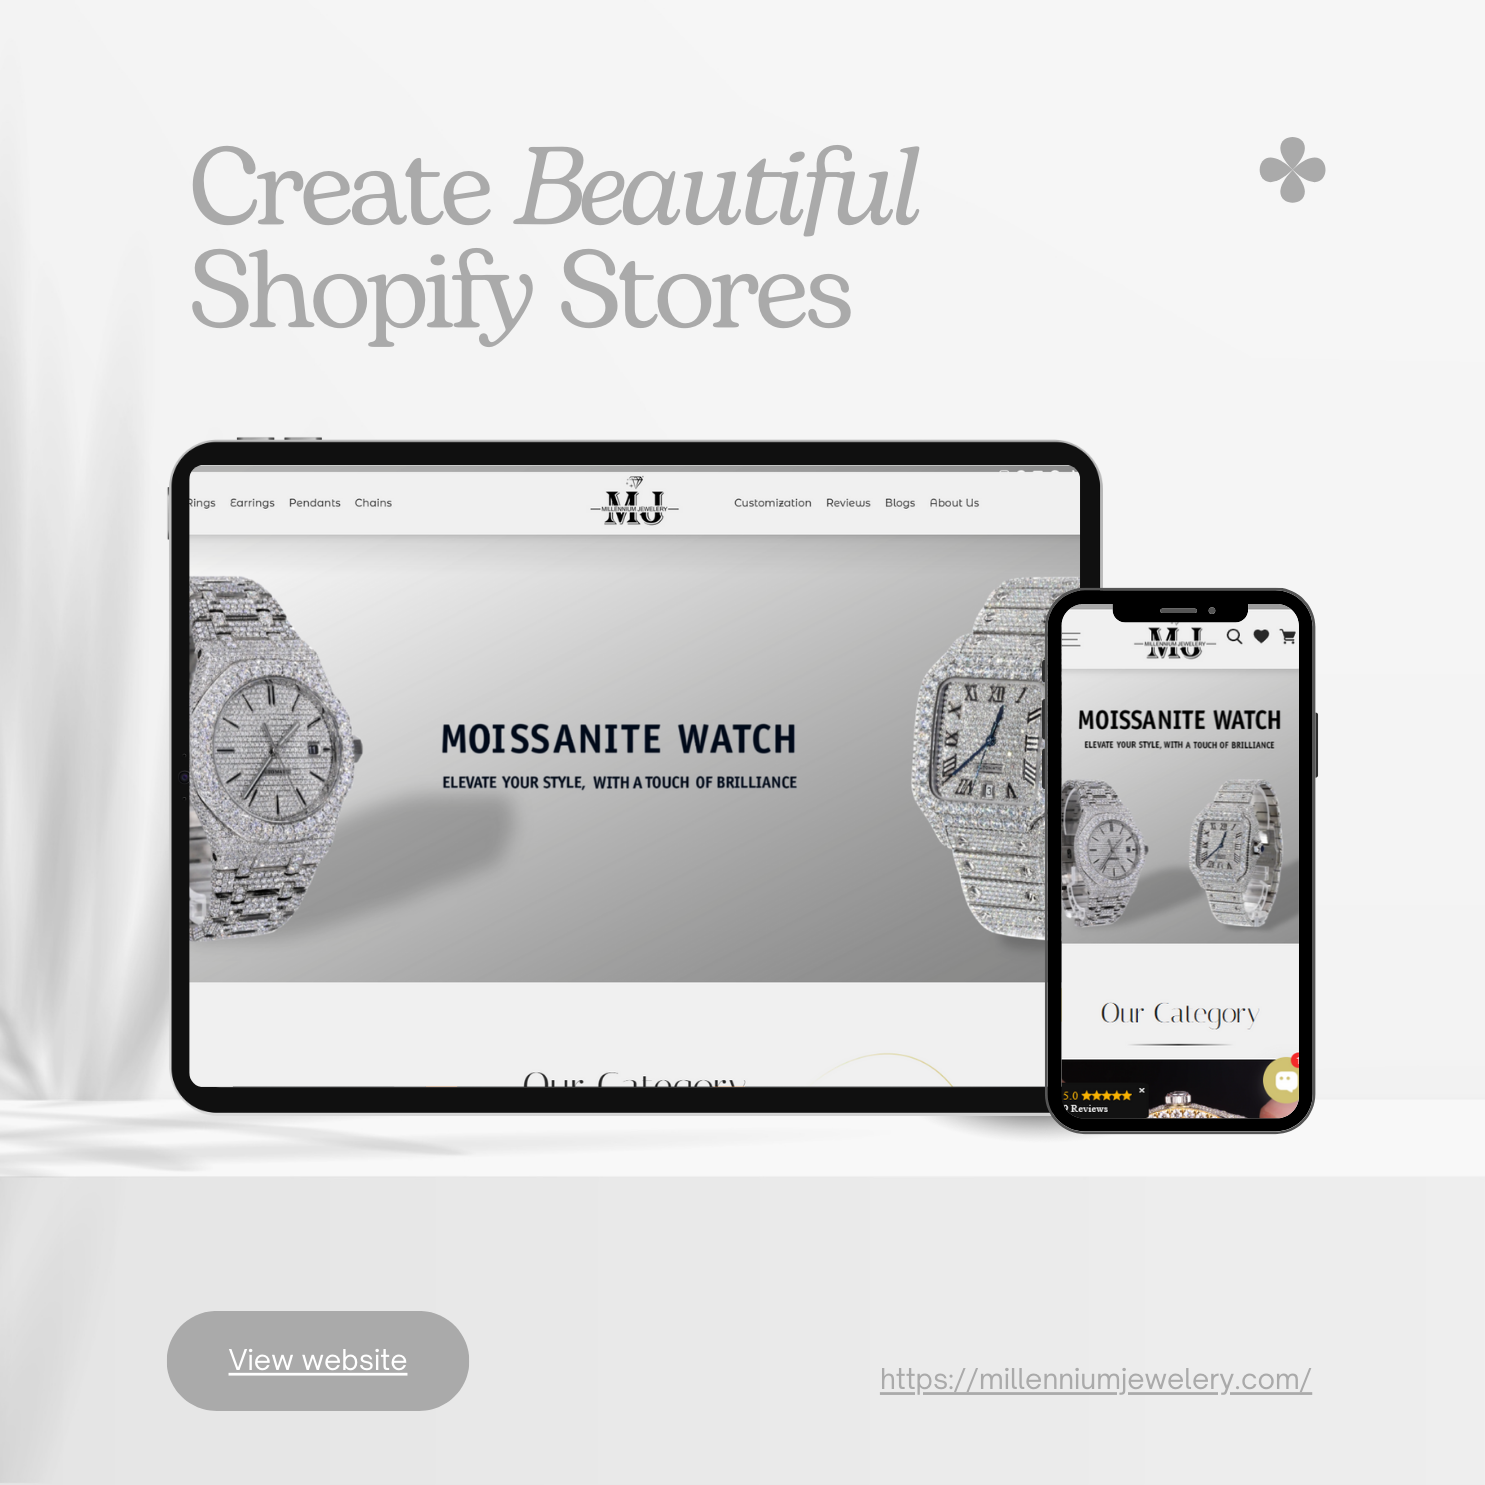 Create Beautiful
Shopify Stores
Rings Earrings Pendants Chains
MJ
MILLENNIUM JEWELERY
Customization Reviews Blogs About Us
MOISSANITE WATCH
ELEVATE YOUR STYLE, WITH A TOUCH OF BRILLIANCE
XI XII
Our Category
MJ
MILLENNIUM JEWELERY
MOISSANITE WATCH
ELEVATE YOUR STYLE, WITH A TOUCH OF BRILLIANCE
Our Category
5.0
Reviews
View website
https://millenniumjewelery.com/